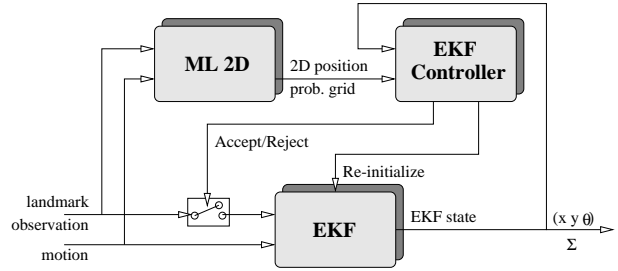 ML 2D
2D position
prob. grid
EKF
Controller
Accept/Reject
Re-initialize
landmark
observation
motion
EKF
EKF state
(x y θ)
Σ